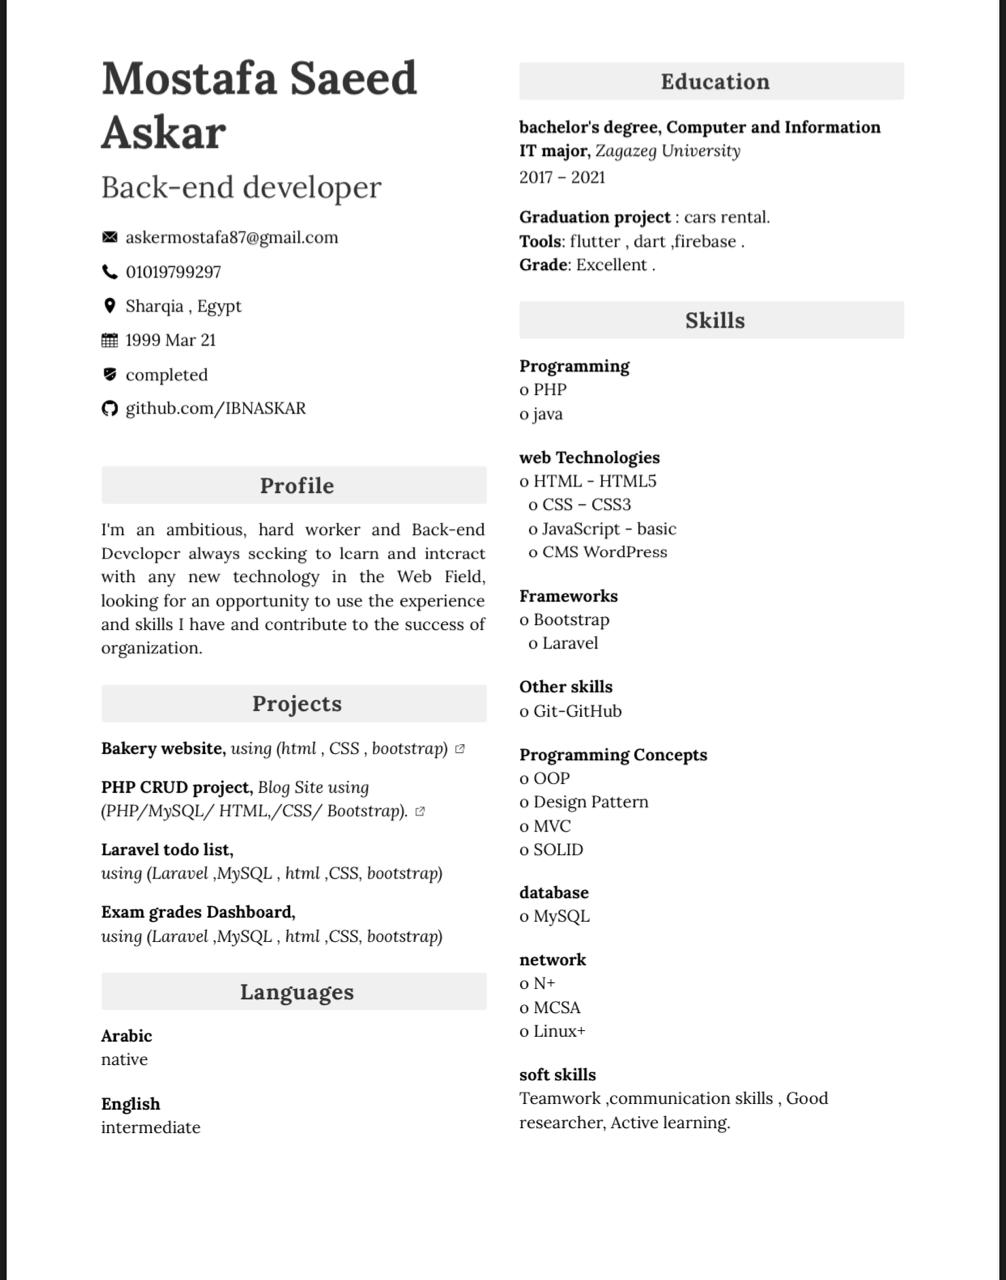 Mostafa Saeed
Askar
Back-end developer
askermostafa87@gmail.com
01019799297
Sharqia , Egypt
1999 Mar 21
completed
github.com/IBNASKAR
Profile
I'm an ambitious, hard worker and Back-end
Developer always seeking to learn and interact
with any new technology in the Web Field,
looking for an opportunity to use the experience
and skills I have and contribute to the success of
organization.
Projects
Bakery website, using (html , CSS , bootstrap)
PHP CRUD project, Blog Site using
(PHP/MySQL/ HTML,/CSS/ Bootstrap).
Laravel todo list,
using (Laravel ,MySQL , html ,CSS, bootstrap)
Exam grades Dashboard,
using (Laravel ,MySQL , html ,CSS, bootstrap)
Languages
Arabic
native
English
intermediate
Education
bachelor's degree, Computer and Information
IT major, Zagazeg University
2017 – 2021
Graduation project : cars rental.
Tools: flutter , dart ,firebase .
Grade: Excellent .
Skills
Programming
o PHP
o java
web Technologies
o HTML - HTML5
o CSS – CSS3
o JavaScript - basic
o CMS WordPress
Frameworks
o Bootstrap
o Laravel
Other skills
o Git-GitHub
Programming Concepts
o OOP
o Design Pattern
o MVC
o SOLID
database
o MySQL
network
o N+
o MCSA
o Linux+
soft skills
Teamwork ,communication skills , Good
researcher, Active learning.